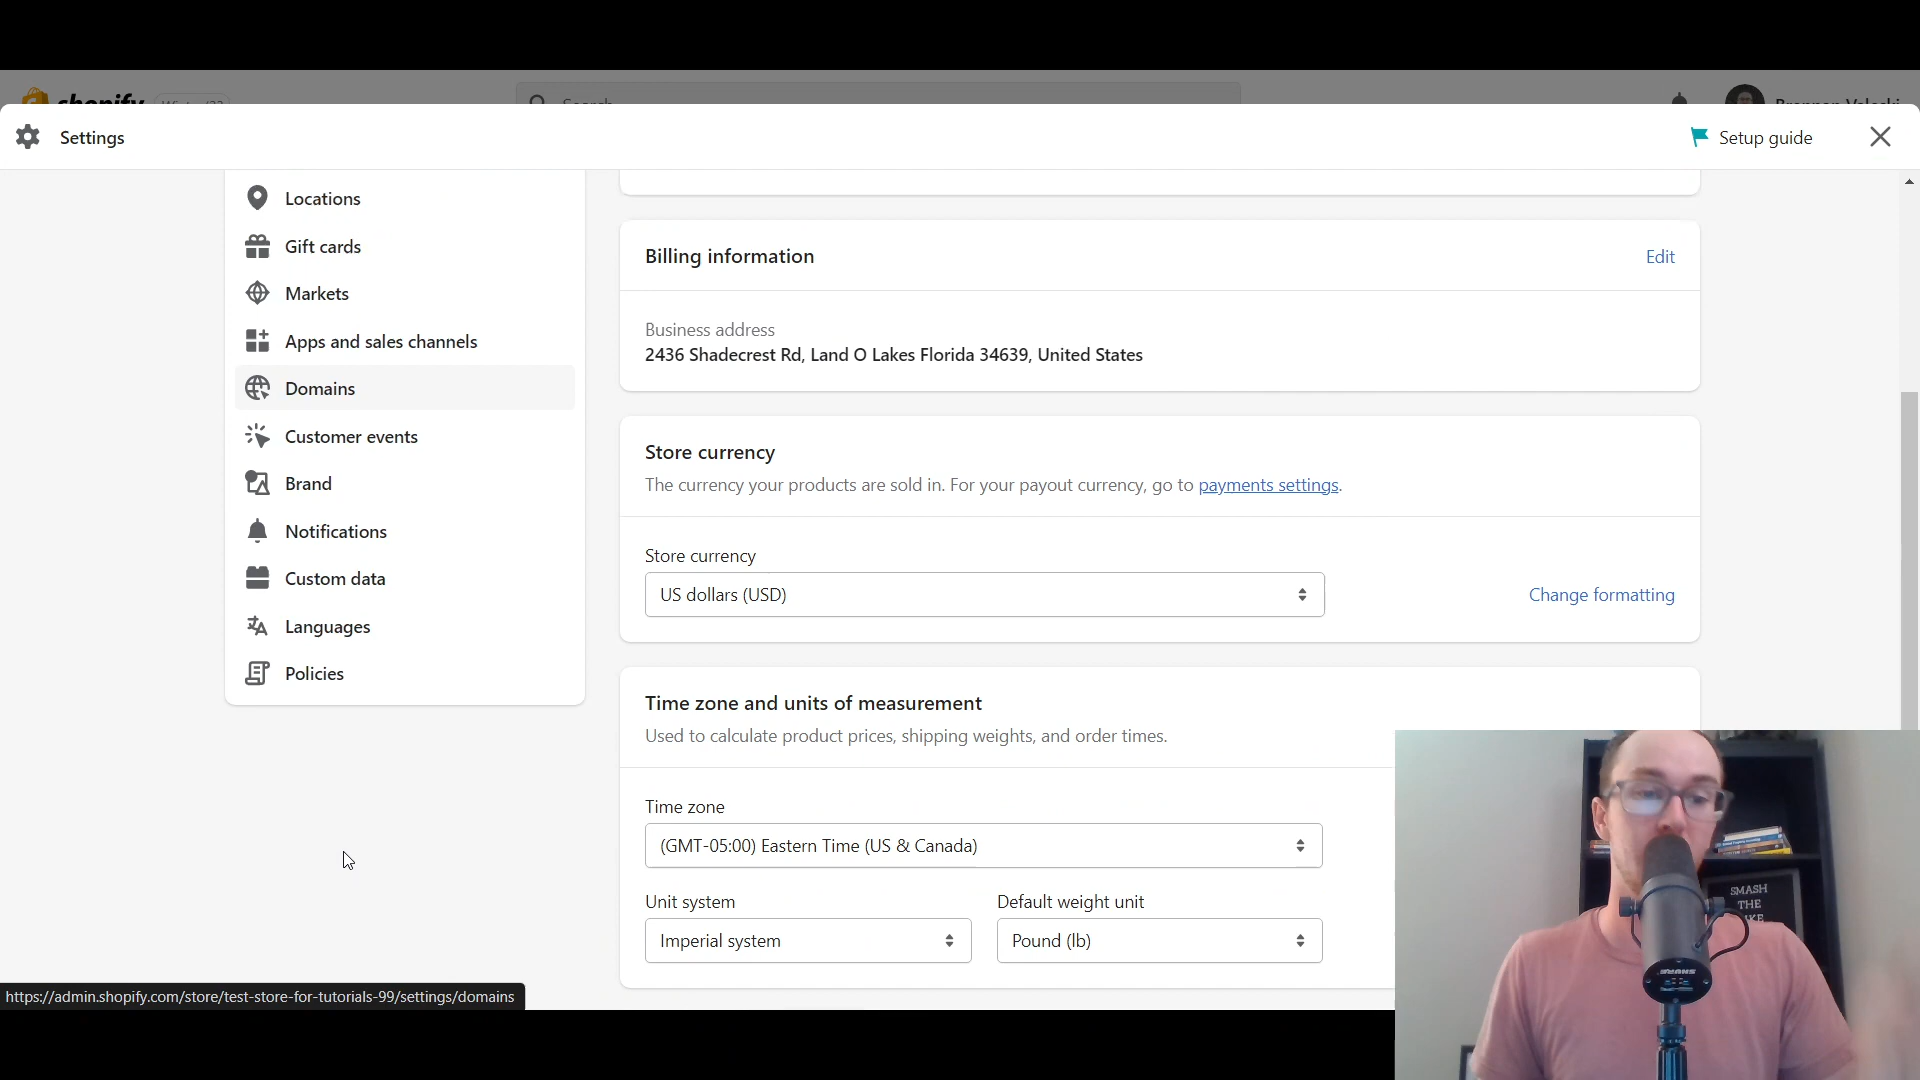 shopify
Search
Settings
Setup guide
Locations
Gift cards
Markets
Apps and sales channels
Domains
Customer events
Brand
Notifications
Custom data
Languages
Policies
Billing information
Edit
Business address
2436 Shadecrest Rd, Land O Lakes Florida 34639, United States
Store currency
The currency your products are sold in. For your payout currency, go to payments settings.
Store currency
US dollars (USD)
Change formatting
Time zone and units of measurement
Used to calculate product prices, shipping weights, and order times.
Time zone
(GMT-05:00) Eastern Time (US & Canada)
Unit system
Default weight unit
Imperial system
Pound (lb)
https://admin.shopify.com/store/test-store-for-tutorials-99/settings/domains
SMASH
THE